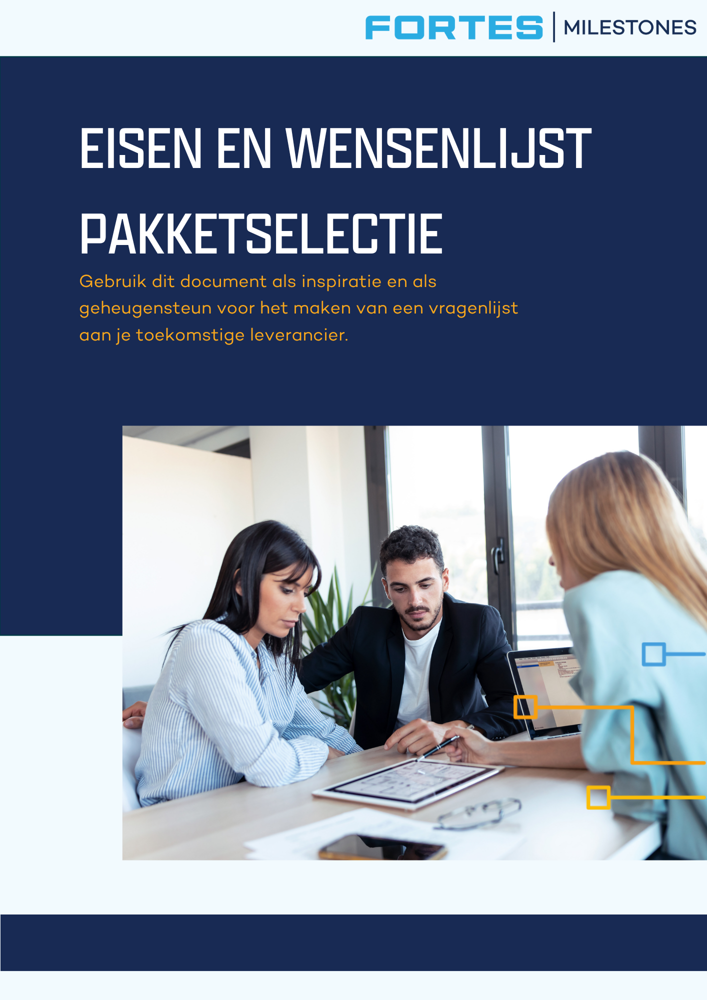 FORTES | MILESTONES
EISEN EN WENSENLIJST
PAKKETSELECTIE
Gebruik dit document als inspiratie en als
geheugensteun voor het maken van een vragenlijst
aan je toekomstige leverancier.